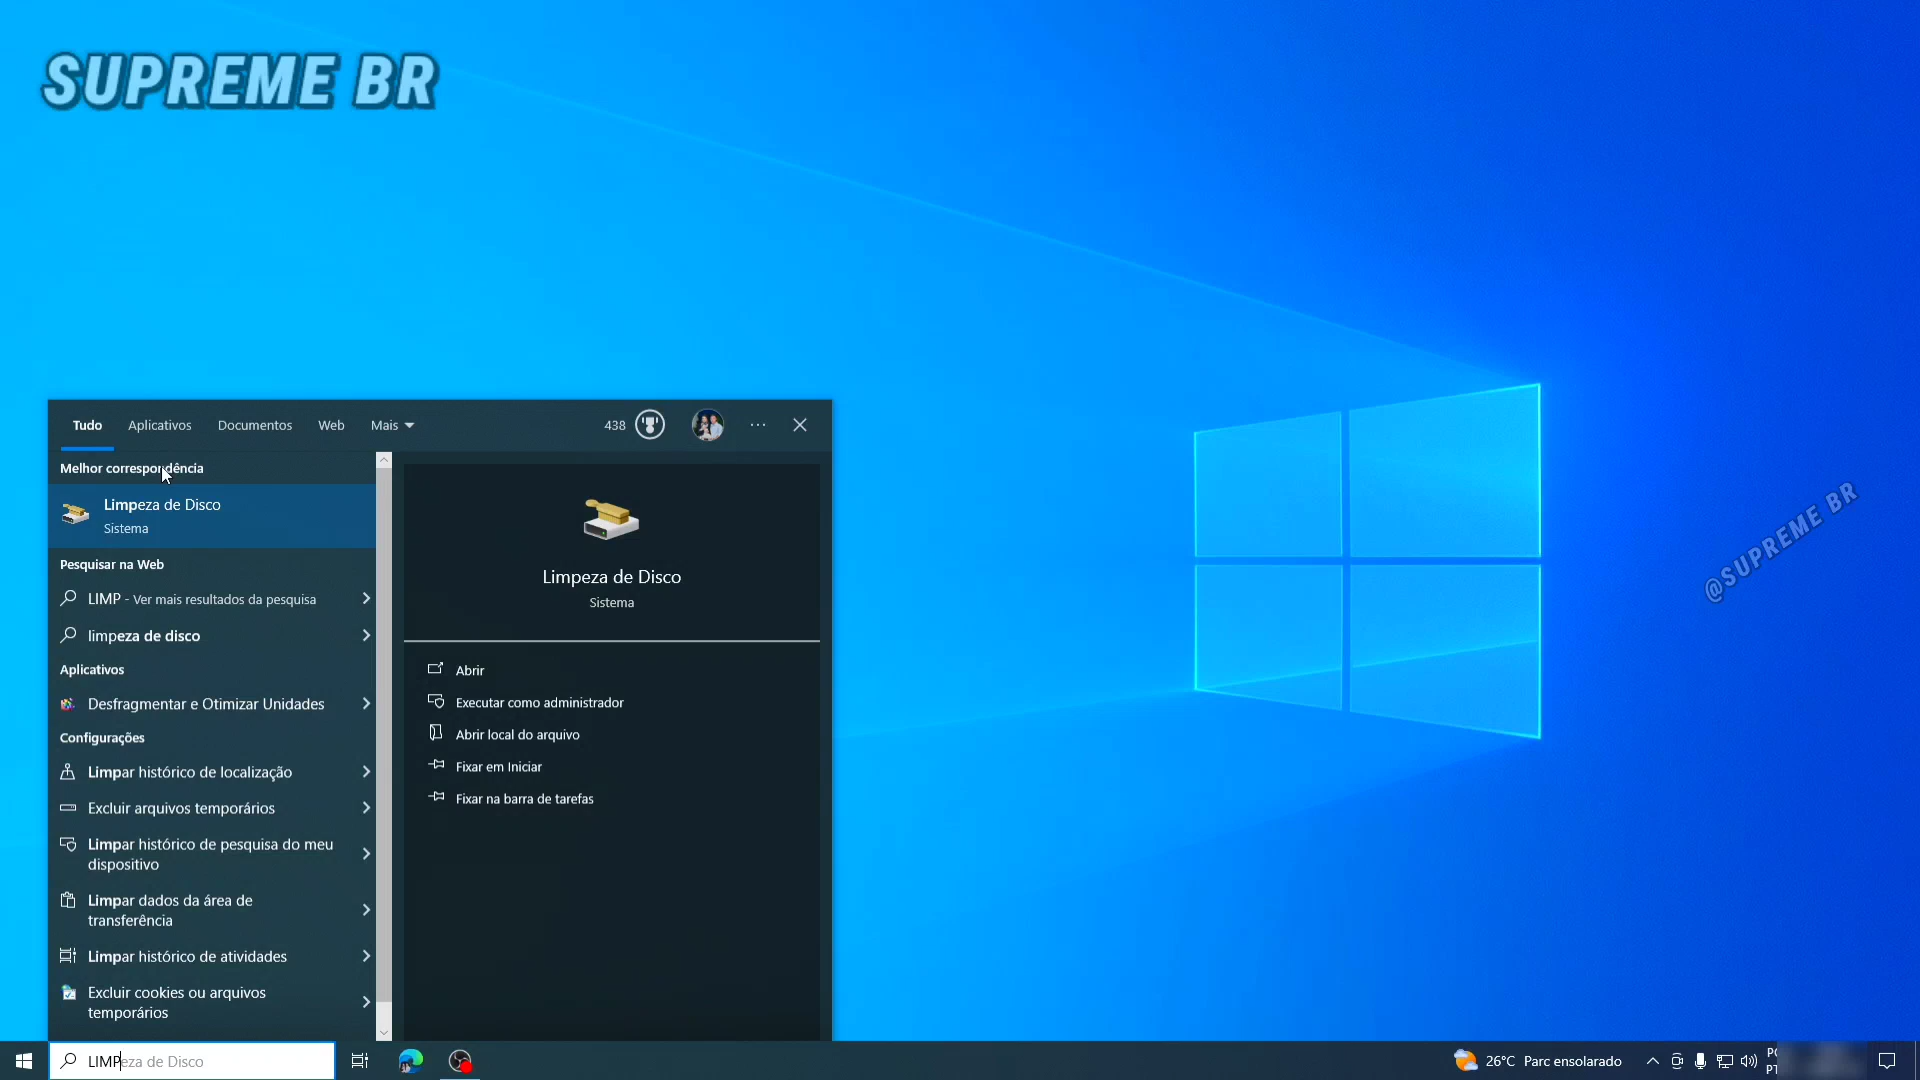 SUPREME BR
Tudo
Aplicativos
Documentos
Web
Mais
438
Melhor correspondência
Limpeza de Disco
Sistema
Pesquisar na Web
LIMP - Ver mais resultados da pesquisa
limpeza de disco
Aplicativos
Desfragmentar e Otimizar Unidades
Configurações
Limpar histórico de localização
Excluir arquivos temporários
Limpar histórico de pesquisa do meu
dispositivo
Limpar dados da área de
transferência
Limpar histórico de atividades
Excluir cookies ou arquivos
temporários
Limpeza de Disco
Sistema
Abrir
Executar como administrador
Abrir local do arquivo
Fixar em Iniciar
Fixar na barra de tarefas
@SUPREME BR
LIMPeza de Disco
26°C Parc ensolarado